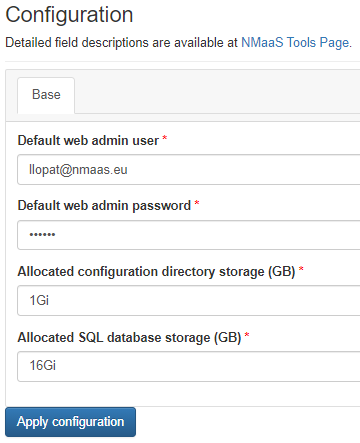 Configuration
Detailed field descriptions are available at NMaaS Tools Page.
Base
Default web admin user *
llopat@nmaas.eu
Default web admin password *
••••••
Allocated configuration directory storage (GB) *
1Gi
Allocated SQL database storage (GB) *
16Gi
Apply configuration